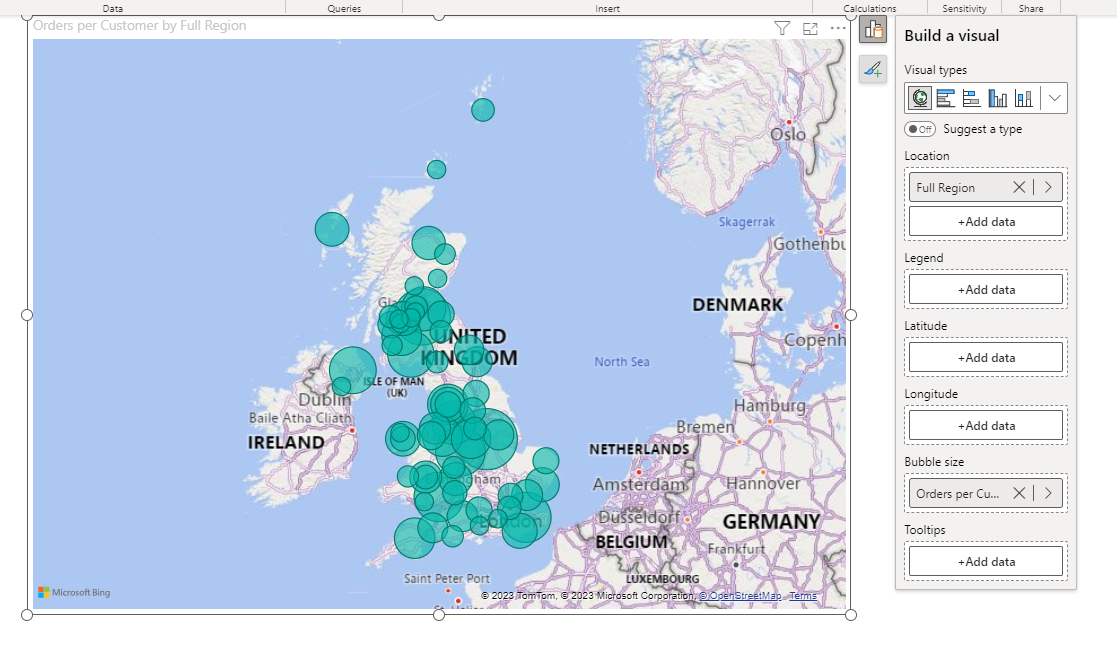 Data
Queries
Insert
Calculations
Sensitivity
Share
Orders per Customer by Full Region
Oslo
Skagerrak
DENMARK
UNITED
KINGDOM
North Sea
ISLE OF MAN
(UK)
Dublin
Baile Atha Cliath
IRELAND
Hamburg
Bremen
NETHERLANDS
Amsterdam
Hannover
London
Düsseldorf
GERMANY
BELGIUM
Frankfurt
Saint Peter Port
LUXEMBOURG
Microsoft Bing
© 2023 TomTom, © 2023 Microsoft Corporation, © OpenStreetMap Terms
Build a visual
Visual types
Off Suggest a type
Location
Full Region
+Add data
Legend
+Add data
Latitude
+Add data
Longitude
+Add data
Bubble size
Orders per Cu...
Tooltips
+Add data